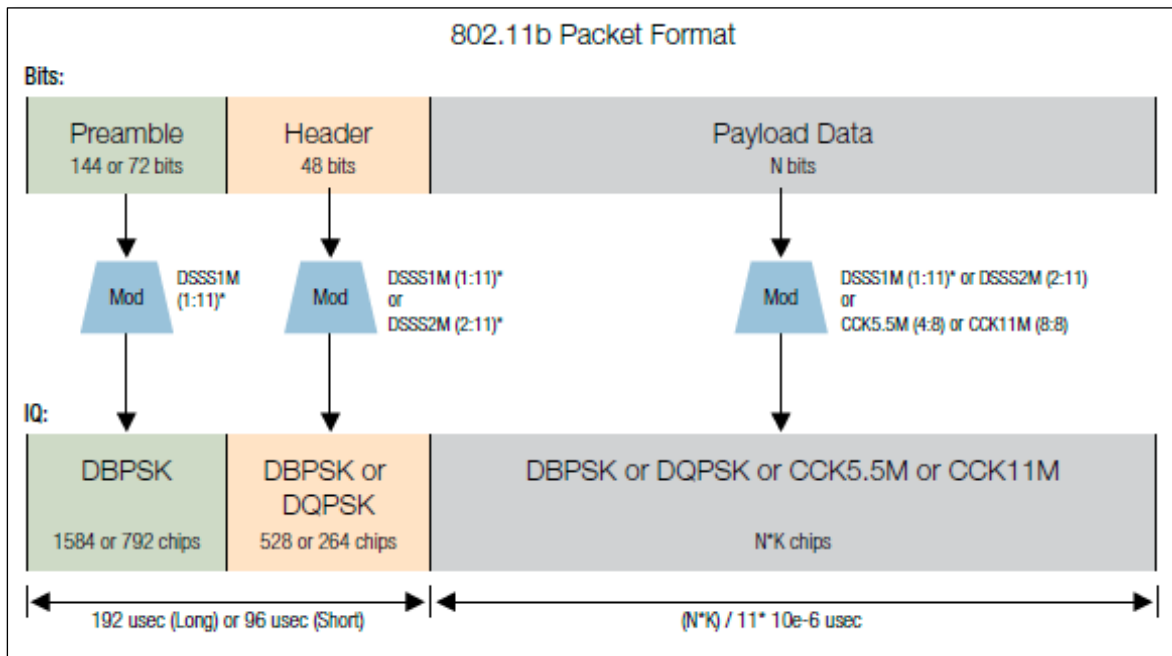 802.11b Packet Format
Bits:
Preamble
144 or 72 bits
Header
48 bits
Payload Data
N bits
Mod
DSSS1M
(1:11)*
Mod
DSSS1M (1:11)*
or
DSSS2M (2:11)*
Mod
DSSS1M (1:11)* or DSSS2M (2:11)
or
CCK5.5M (4:8) or CCK11M (8:8)
IQ:
DBPSK
1584 or 792 chips
DBPSK or
DQPSK
528 or 264 chips
DBPSK or DQPSK or CCK5.5M or CCK11M
N*K chips
192 usec (Long) or 96 usec (Short)
(N*K) / 11* 10e-6 usec